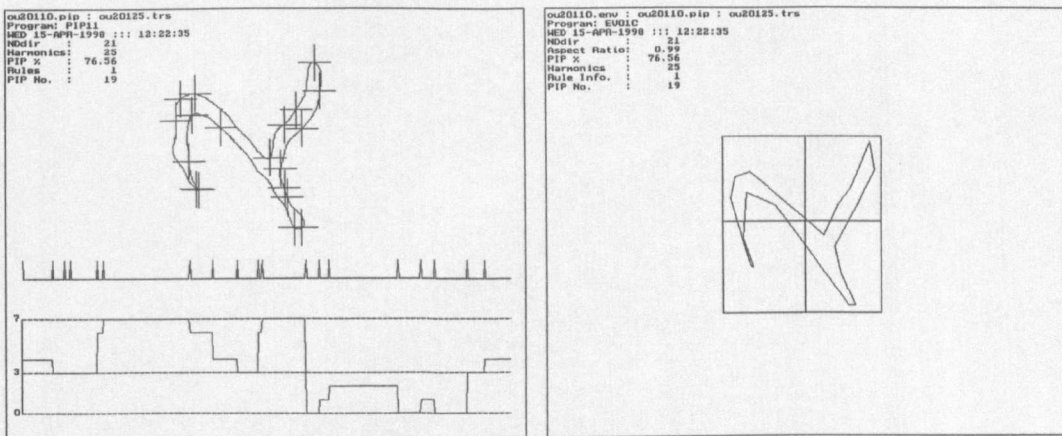 ou20110.pip : ou20125.trs
Program: PIP11
WED 15-APR-1998 ::: 12:22:35
NDdir : 21
Harmonics: 25
PIP % : 76.56
Rules : 1
PIP No. : 19
7
3
0
ou20110.env : ou20110.pip : ou20125.trs
Program: EVO1C
WED 15-APR-1998 ::: 12:22:35
NDdir : 21
Aspect Ratio: 0.99
PIP % : 76.56
Harmonics : 25
Rule Info. : 1
PIP No. : 19